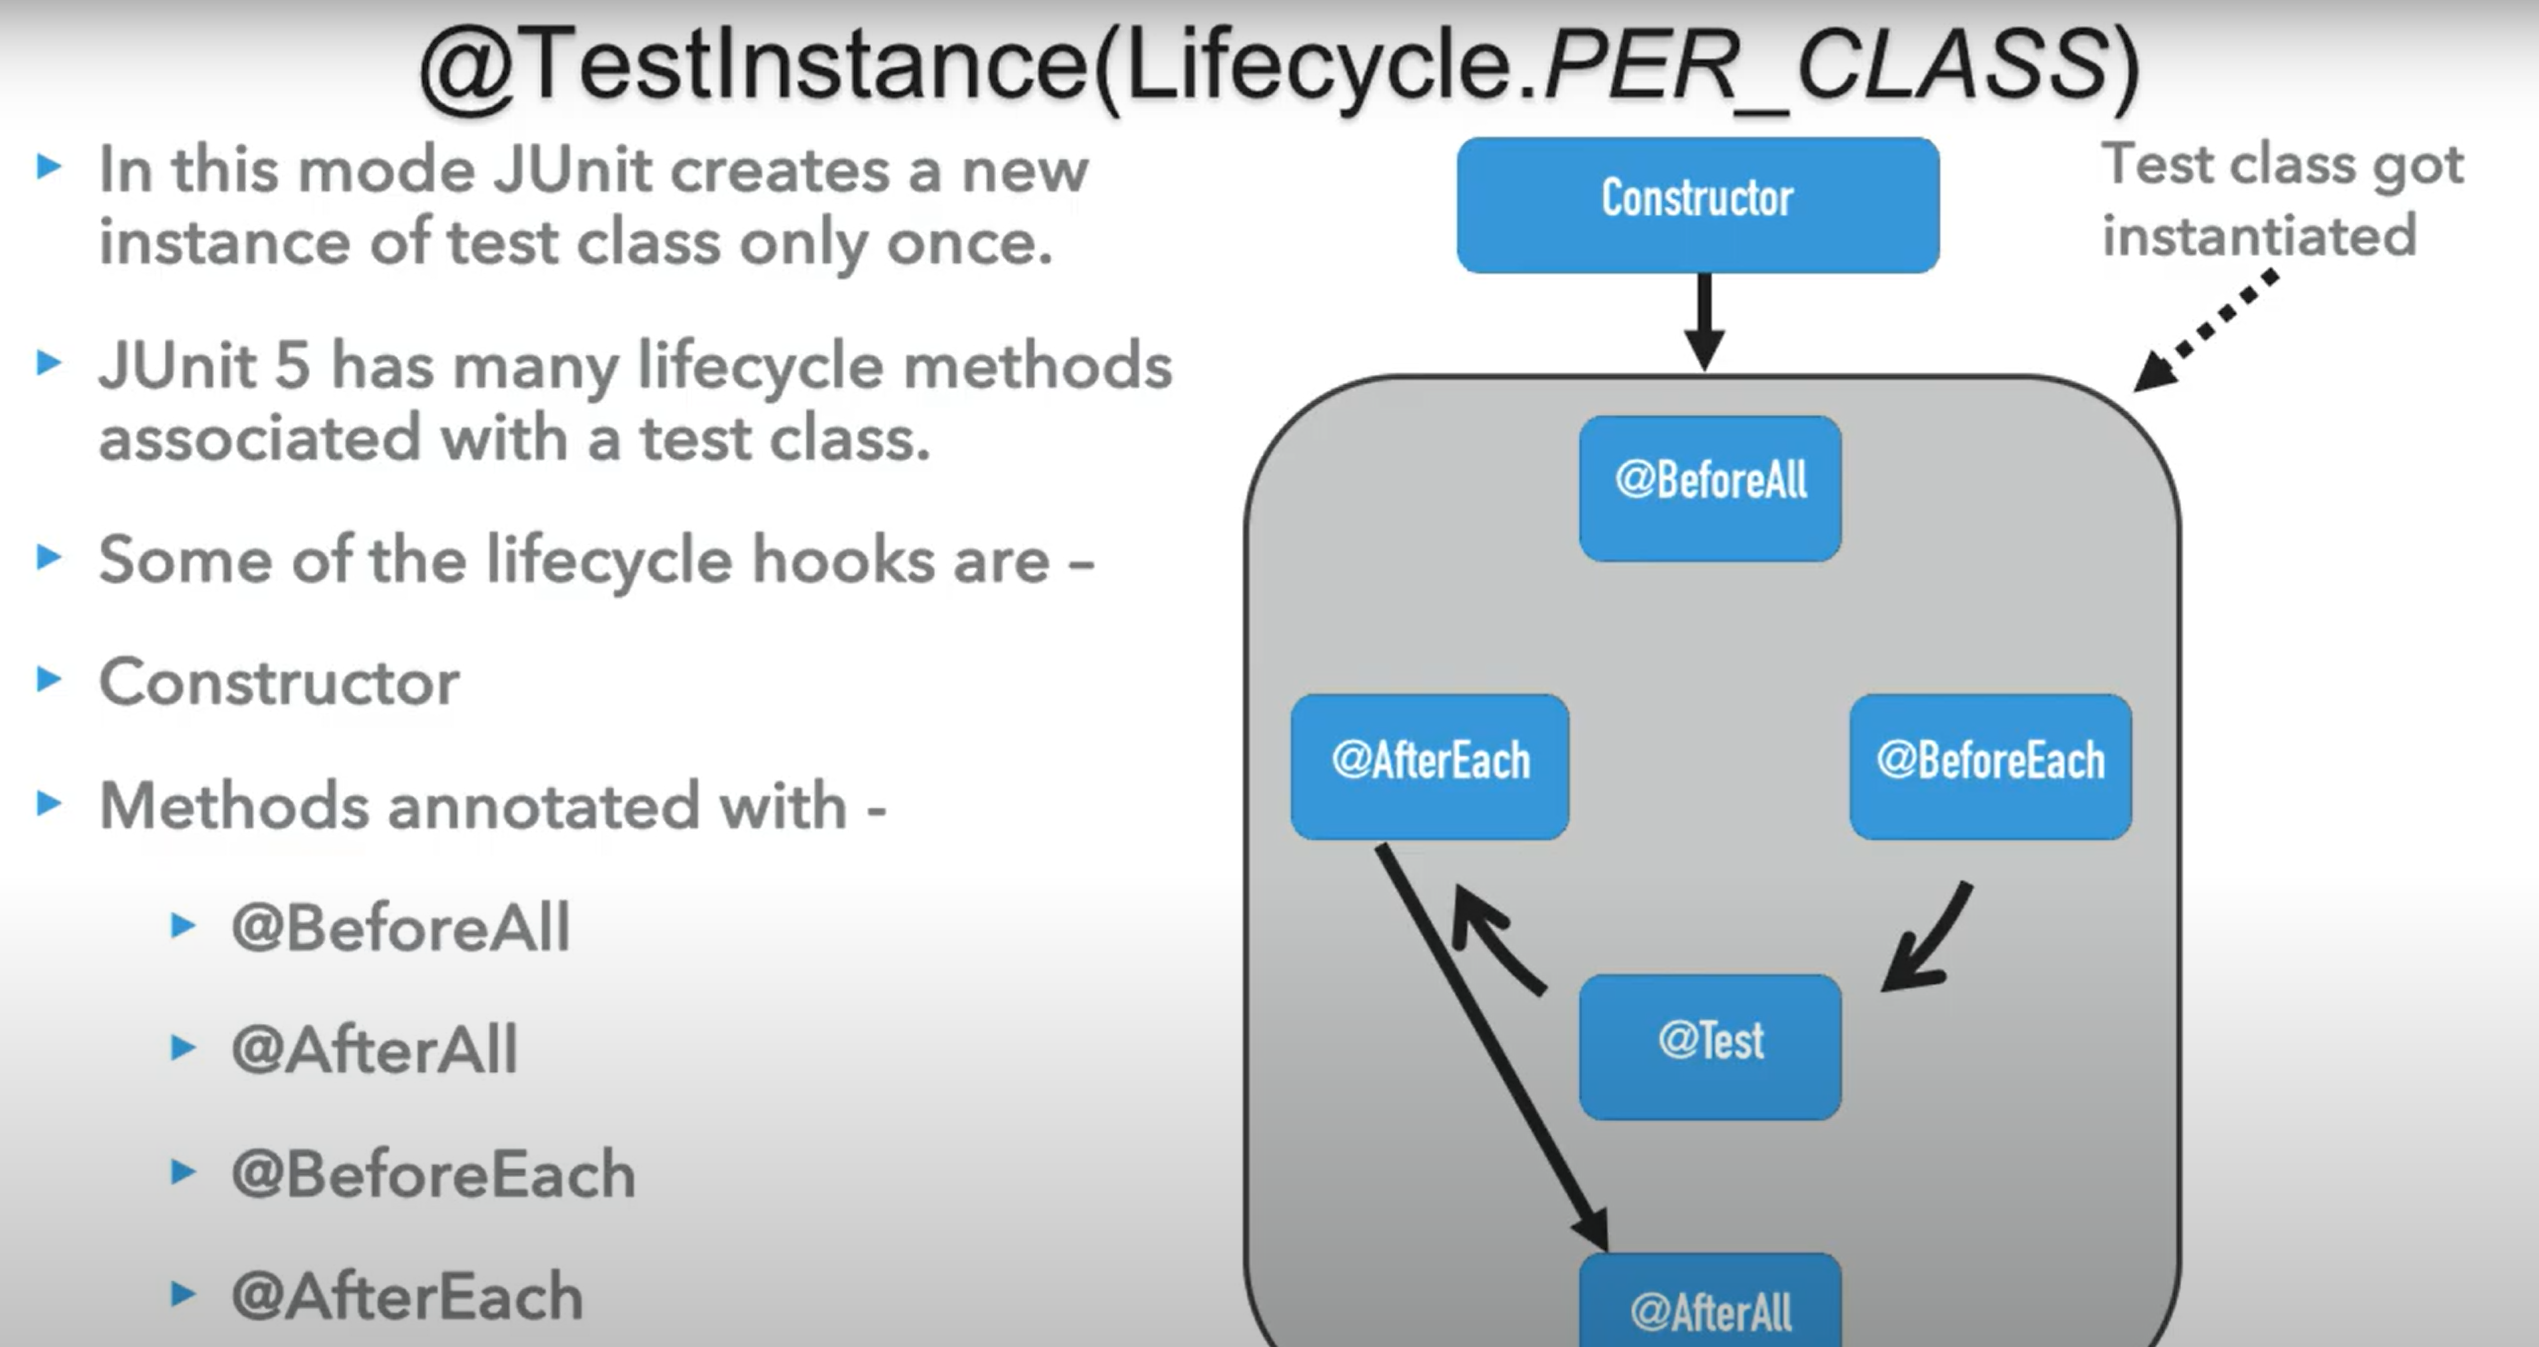 @TestInstance(Lifecycle.PER_CLASS)
In this mode JUnit creates a new
instance of test class only once.
JUnit 5 has many lifecycle methods
associated with a test class.
Some of the lifecycle hooks are –
Constructor
Methods annotated with -
@BeforeAll
@AfterAll
@BeforeEach
@AfterEach
Constructor
Test class got
instantiated
@BeforeAll
@AfterEach
@BeforeEach
@Test
@AfterAll